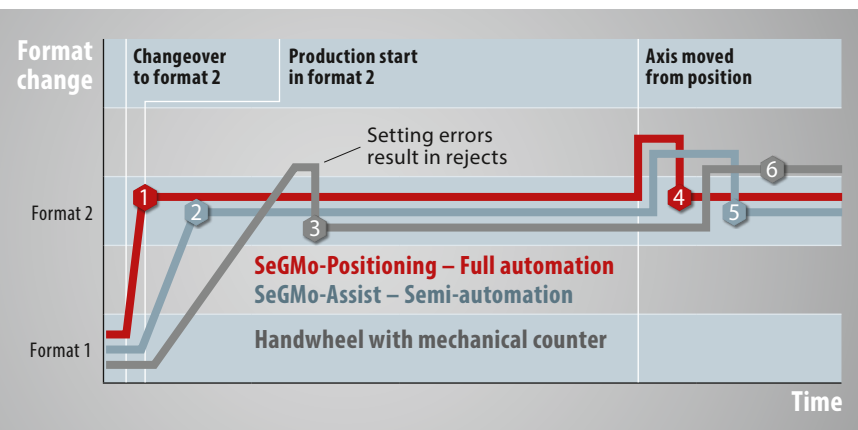 Format
change
Changeover
to format 2
Production start
in format 2
Axis moved
from position
Setting errors
result in rejects
1
2
3
4
5
6
Format 2
SeGMo-Positioning – Full automation
SeGMo-Assist – Semi-automation
Handwheel with mechanical counter
Format 1
Time